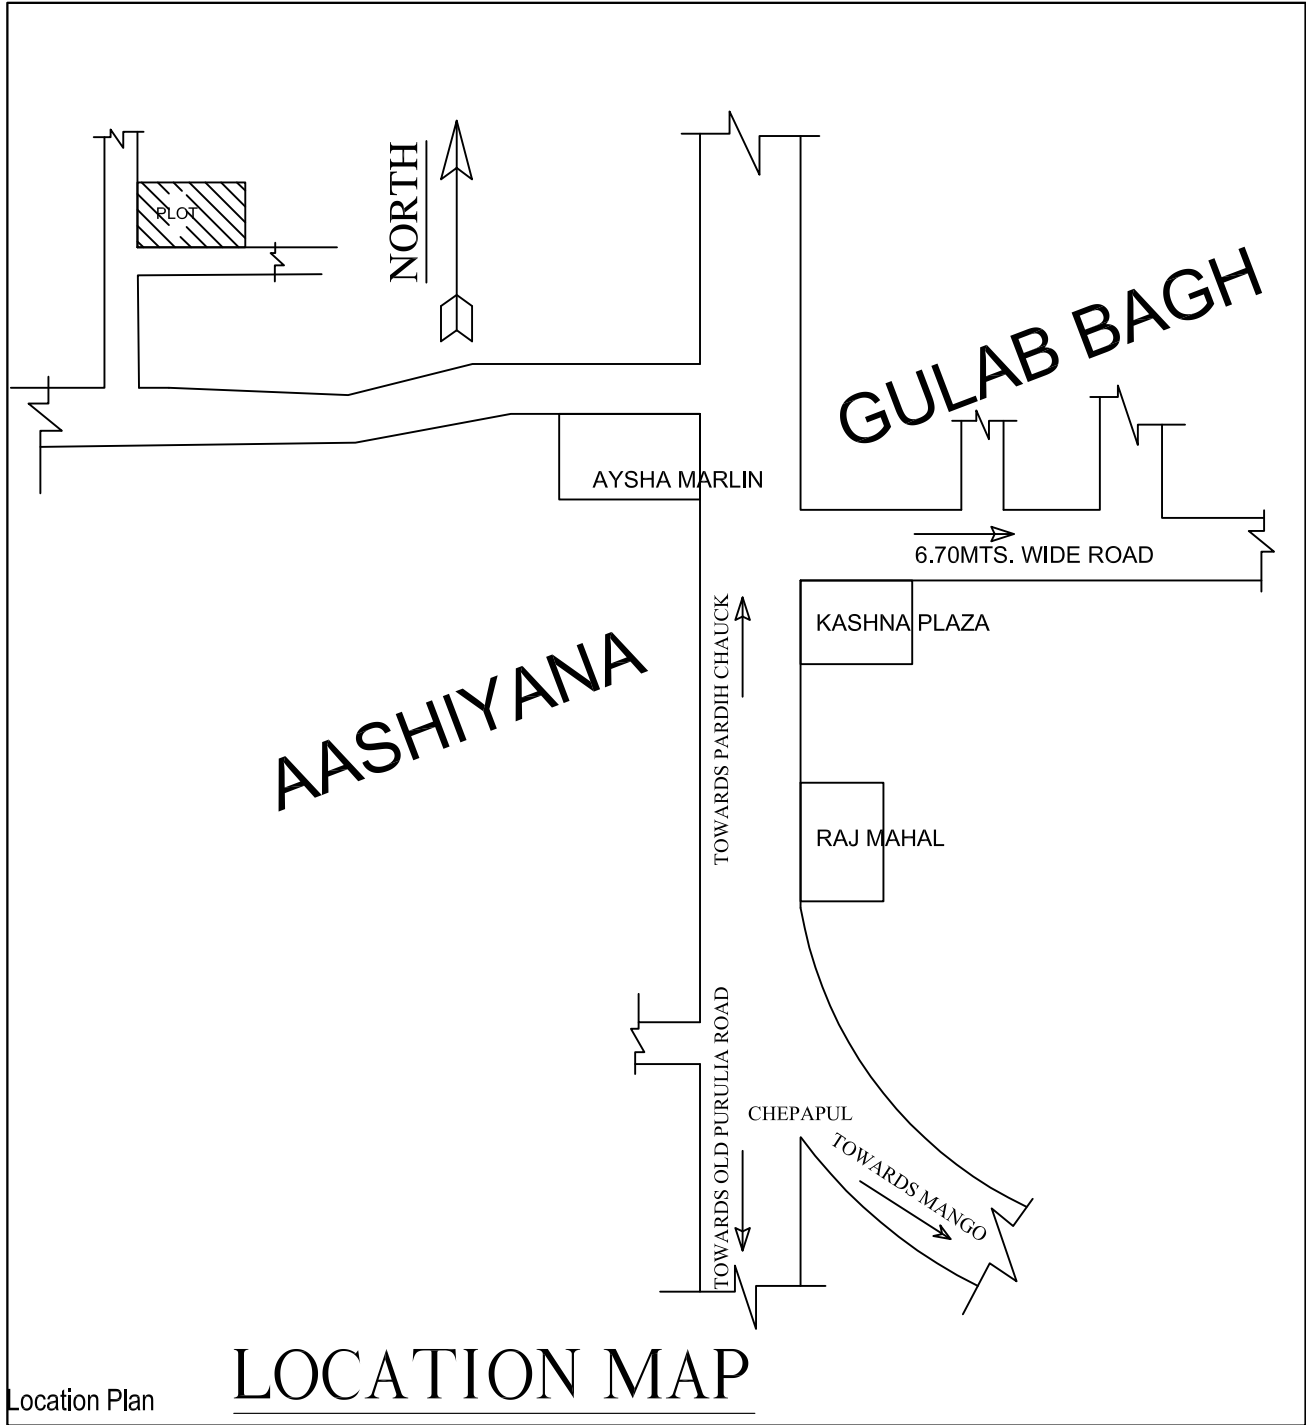 NORTH
PLOT
GULAB BAGH
AYSHA MARLIN
6.70MTS. WIDE ROAD
KASHNA PLAZA
TOWARDS PARDIH CHAUCK
AASHIYANA
RAJ MAHAL
TOWARDS OLD PURULIA ROAD
CHEPAPUL
TOWARDS MANGO
LOCATION MAP
Location Plan